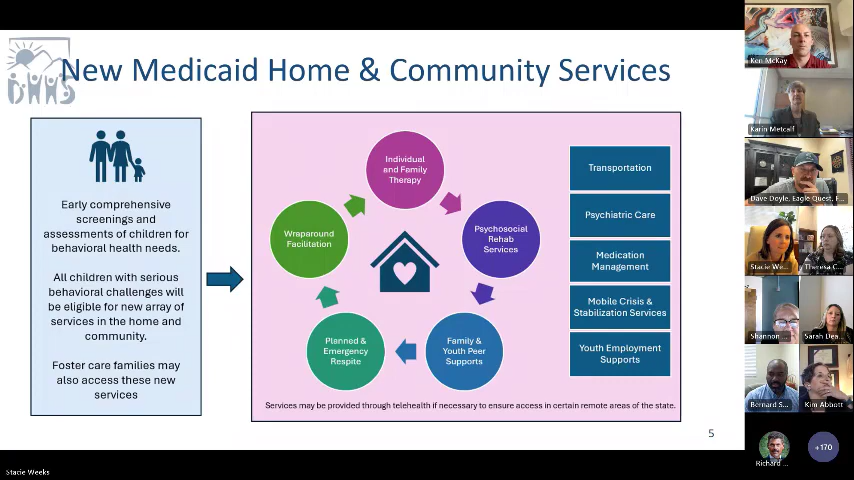 New Medicaid Home & Community Services
DHHS
Early comprehensive
screenings and
assessments of children for
behavioral health needs.
All children with serious
behavioral challenges will
be eligible for new array of
services in the home and
community.
Foster care families may
also access these new
services
Individual
and Family
Therapy
Psychosocial
Rehab
Services
Family &
Youth Peer
Supports
Planned &
Emergency
Respite
Wraparound
Facilitation
Transportation
Psychiatric Care
Medication
Management
Mobile Crisis &
Stabilization Services
Youth Employment
Supports
Services may be provided through telehealth if necessary to ensure access in certain remote areas of the state.
5
Stacie Weeks
Ken McKay
Karin Metcalf
Dave Doyle, Eagle Quest, F...
Stacie We...
Theresa C...
Shannon ...
Sarah Dea...
Bernard S...
Kim Abbott
Richard ...
+170